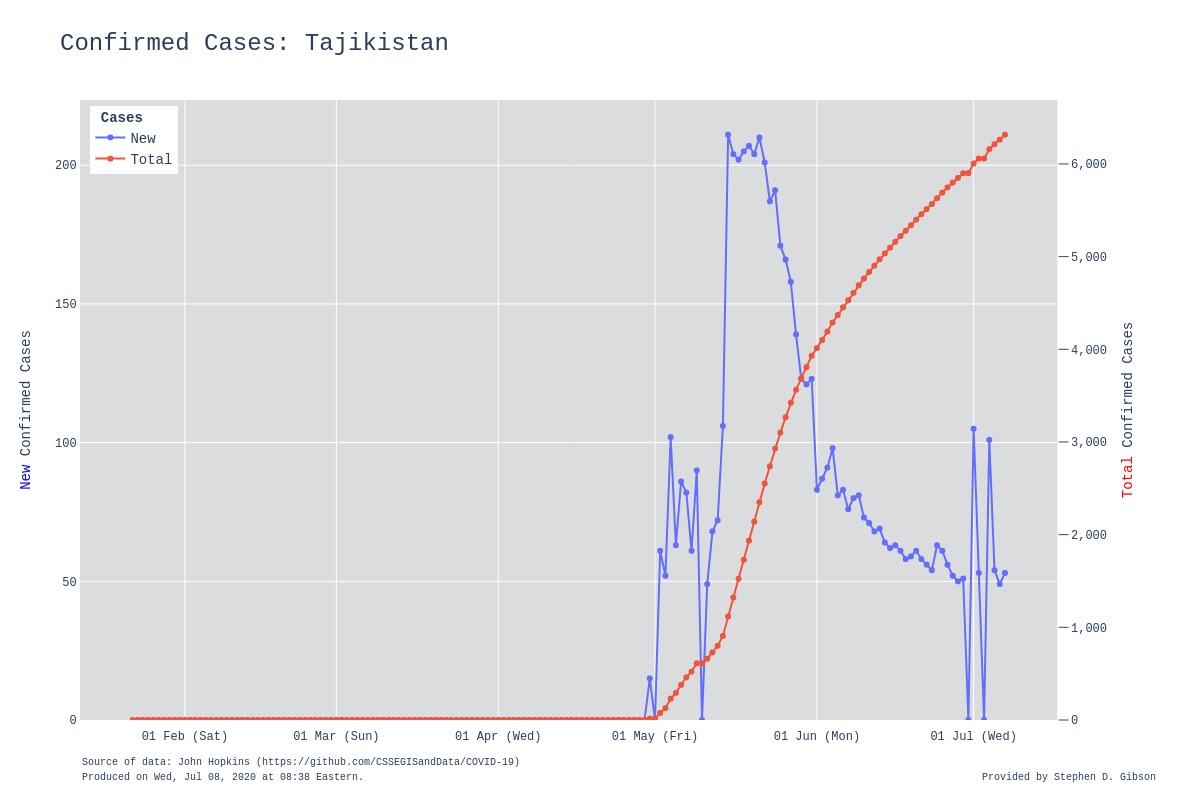 Confirmed Cases: Tajikistan
Cases
New
Total
200
150
100
50
0
6,000
5,000
4,000
3,000
2,000
1,000
0
New Confirmed Cases
Total Confirmed Cases
01 Feb (Sat)
01 Mar (Sun)
01 Apr (Wed)
01 May (Fri)
01 Jun (Mon)
01 Jul (Wed)
Source of data: John Hopkins (https://github.com/CSSEGISandData/COVID-19)
Produced on Wed, Jul 08, 2020 at 08:38 Eastern.
Provided by Stephen D. Gibson